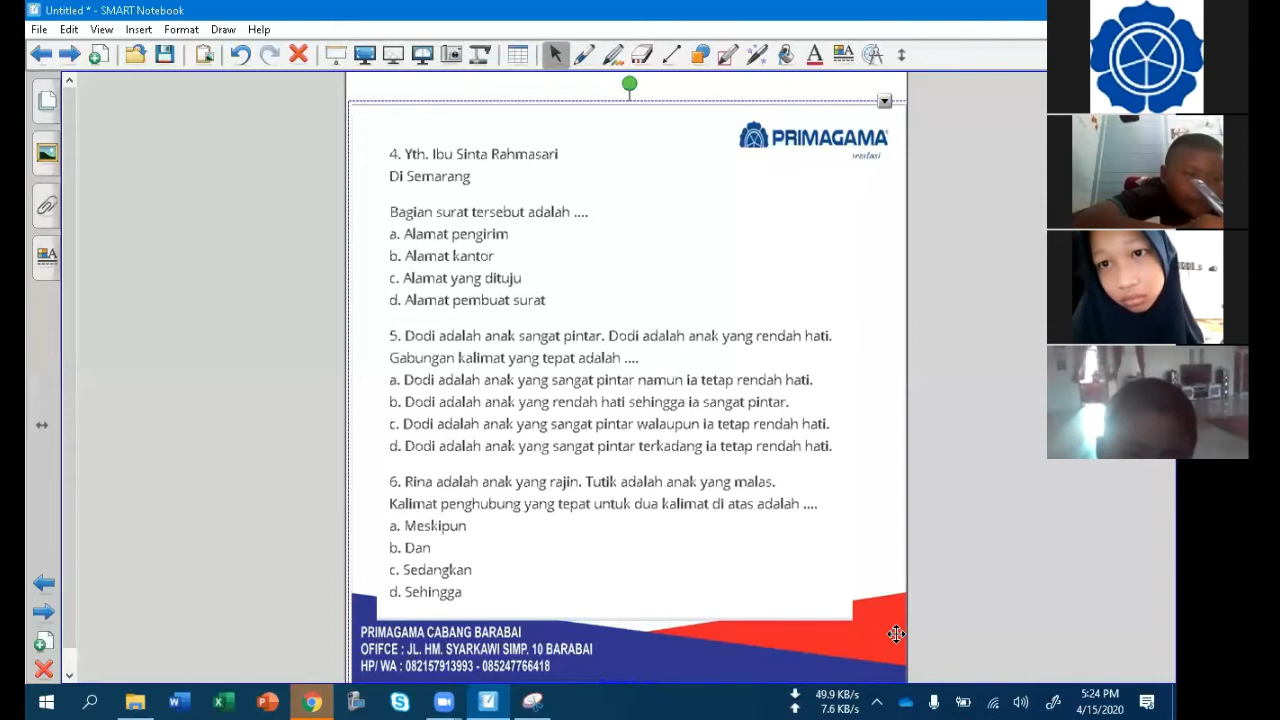 Untitled * - SMART Notebook
File Edit View Insert Format Draw Help
PRIMAGAMA
4. Yth. Ibu Sinta Rahmasari
Di Semarang
Bagian surat tersebut adalah ....
a. Alamat pengirim
b. Alamat kantor
c. Alamat yang dituju
d. Alamat pembuat surat
5. Dodi adalah anak sangat pintar. Dodi adalah anak yang rendah hati.
Gabungan kalimat yang tepat adalah ....
a. Dodi adalah anak yang sangat pintar namun ia tetap rendah hati.
b. Dodi adalah anak yang rendah hati sehingga ia sangat pintar.
c. Dodi adalah anak yang sangat pintar walaupun ia tetap rendah hati.
d. Dodi adalah anak yang sangat pintar terkadang ia tetap rendah hati.
6. Rina adalah anak yang rajin. Tutik adalah anak yang malas.
Kalimat penghubung yang tepat untuk dua kalimat di atas adalah ....
a. Meskipun
b. Dan
c. Sedangkan
d. Sehingga
PRIMAGAMA CABANG BARABAI
OFIFCE : JL. HM. SYARKAWI SIMP. 10 BARABAI
HP/ WA : 082157913993 - 085247766418
49.9 KB/s
7.6 KB/s
5:24 PM
4/15/2020